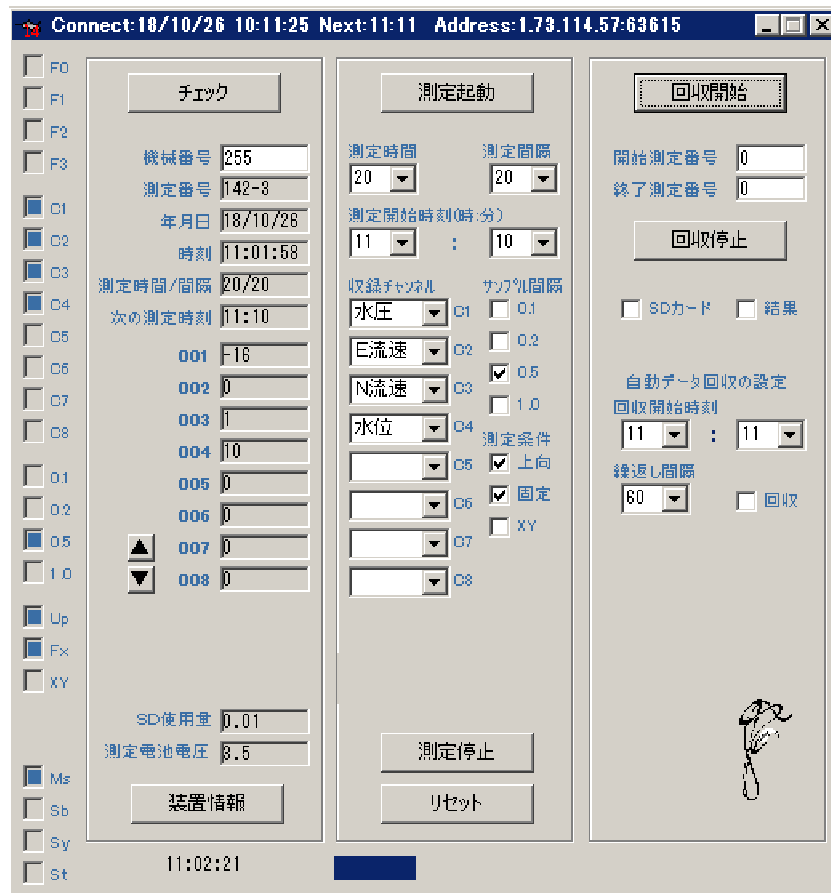 Connect:18/10/26 10:11:25 Next:11:11 Address:1.73.114.57:63615
F0
F1
F2
F3
C1
C2
C3
C4
C5
C6
C7
C8
0.1
0.2
0.5
1.0
Up
Fx
XY
Ms
Sb
Sy
St
チェック
機械番号 255
測定番号 142-3
年月日 18/10/26
時刻 11:01:58
測定時間/間隔 20/20
次の測定時刻 11:10
001 -16
002 0
003 1
004 10
005 0
006 0
007 0
008 0
SD使用量 0.01
測定電池電圧 3.5
装置情報
11:02:21
測定起動
測定時間 測定間隔
20 20
測定開始時刻(時:分)
11 : 10
収録チャンネル サンプル間隔
水圧 C1 0.1
E流速 C2 0.2
N流速 C3 0.5
水位 C4 1.0
測定条件
C5 上向
C6 固定
C7 XY
C8
測定停止
リセット
回収開始
開始測定番号 0
終了測定番号 0
回収停止
SDカード 結果
自動データ回収の設定
回収開始時刻
11 : 11
繰返し間隔
60 回収